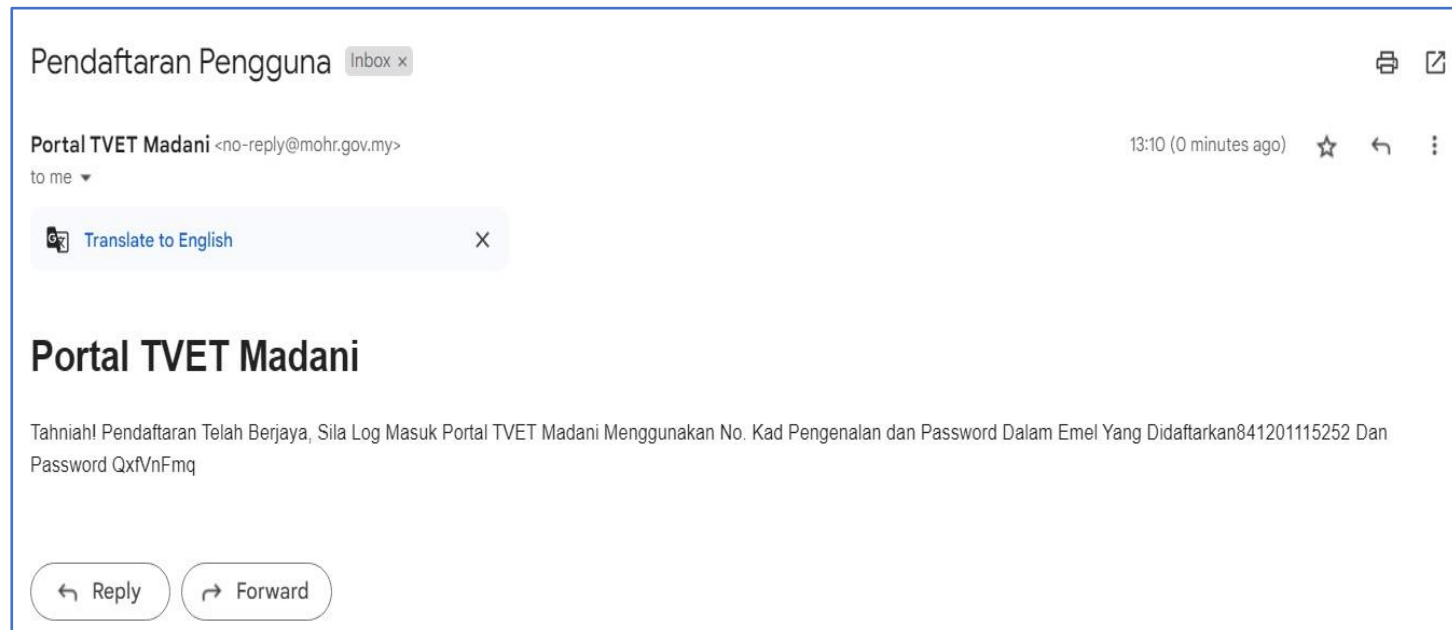 Pendaftaran Pengguna Inbox ×
Portal TVET Madani <no-reply@mohr.gov.my> 13:10 (0 minutes ago)
to me
Translate to English
Portal TVET Madani
Tahniah! Pendaftaran Telah Berjaya, Sila Log Masuk Portal TVET Madani Menggunakan No. Kad Pengenalan dan Password Dalam Emel Yang Didaftarkan841201115252 Dan
Password QxfVnFmq
Reply Forward